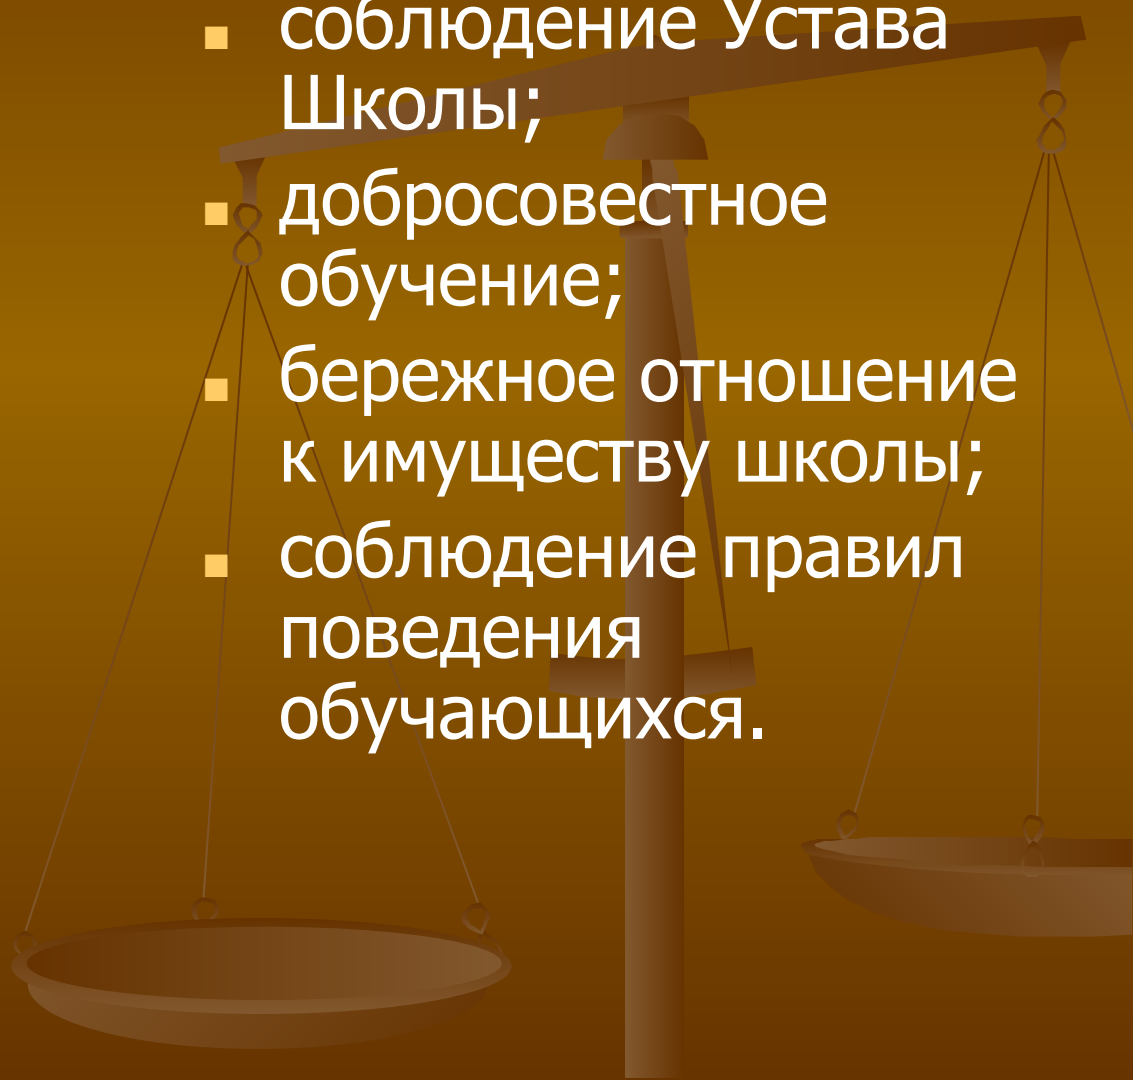 соблюдение Устава
Школы;
добросовестное
обучение;
бережное отношение
к имуществу школы;
соблюдение правил
поведения
обучающихся.